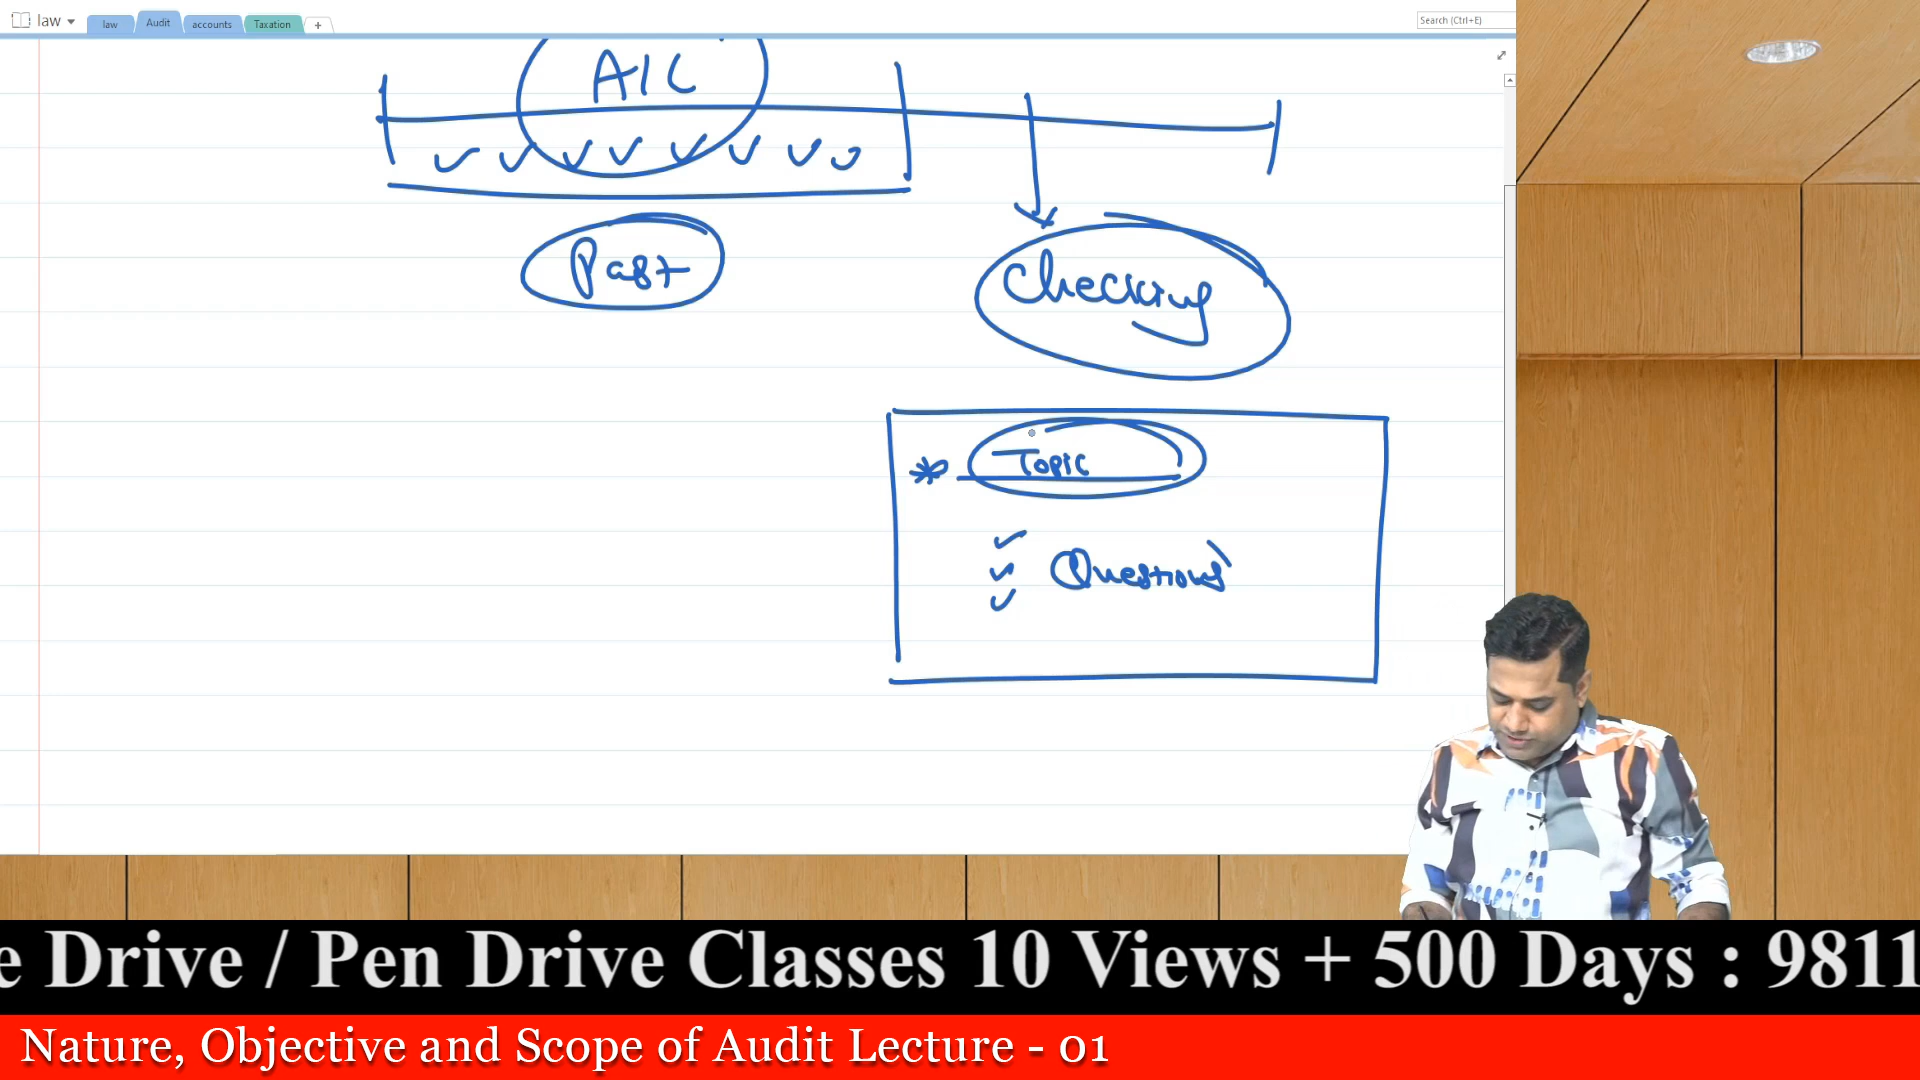 law law Audit accounts Taxation + Search (Ctrl+E)
A/C
Past
Checking
Topic
Questions
e Drive / Pen Drive Classes 10 Views + 500 Days : 9811
Nature, Objective and Scope of Audit Lecture - 01